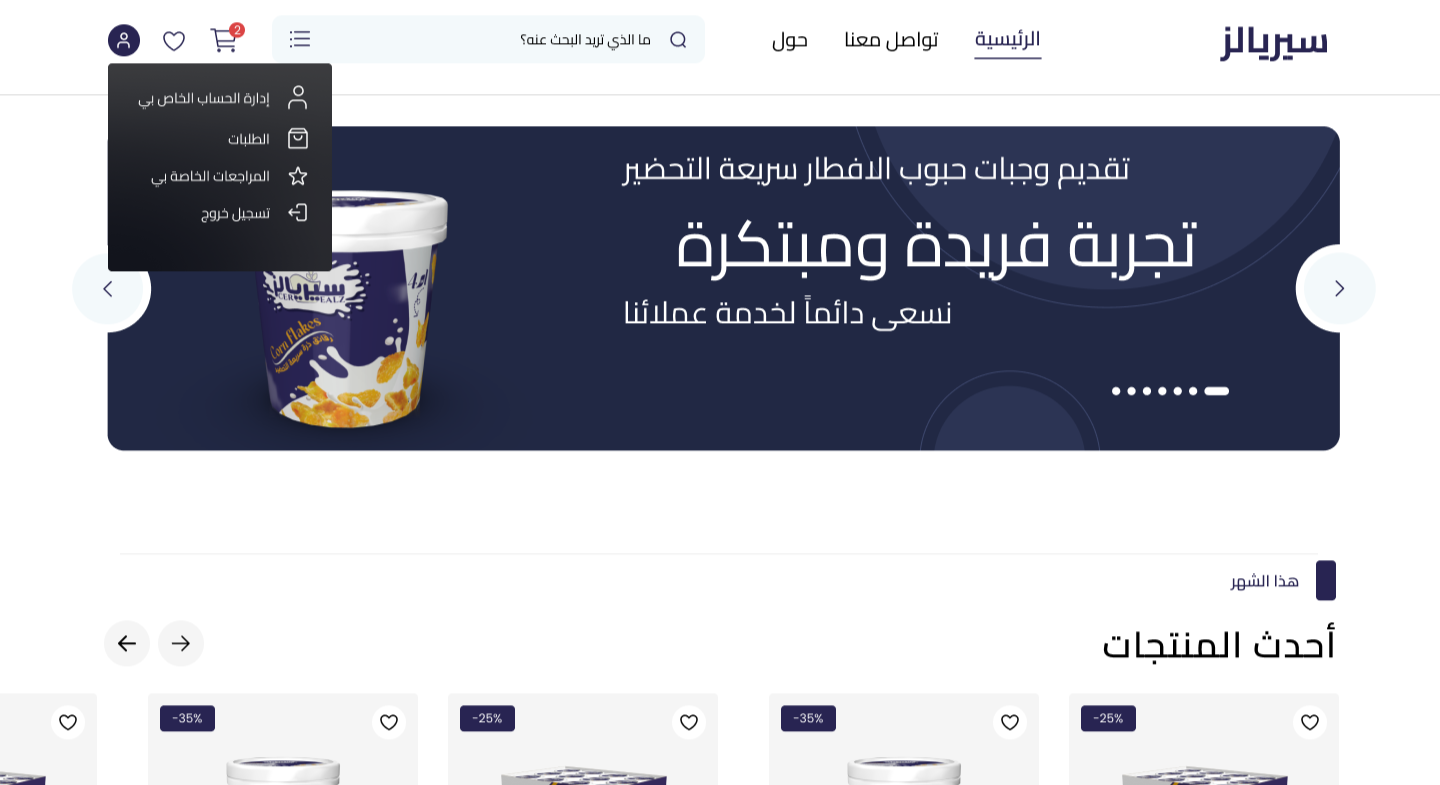 سيريالز
الرئيسية
تواصل معنا
حول
ما الذي تريد البحث عنه؟
2
إدارة الحساب الخاص بي
الطلبات
المراجعات الخاصة بي
تسجيل خروج
تقديم وجبات حبوب الافطار سريعة التحضير
تجربة فريدة ومبتكرة
نسعى دائماً لخدمة عملائنا
سيريالز
CEREALZ
Corn Flakes
هذا الشهر
أحدث المنتجات
-25%
-35%
-25%
-35%